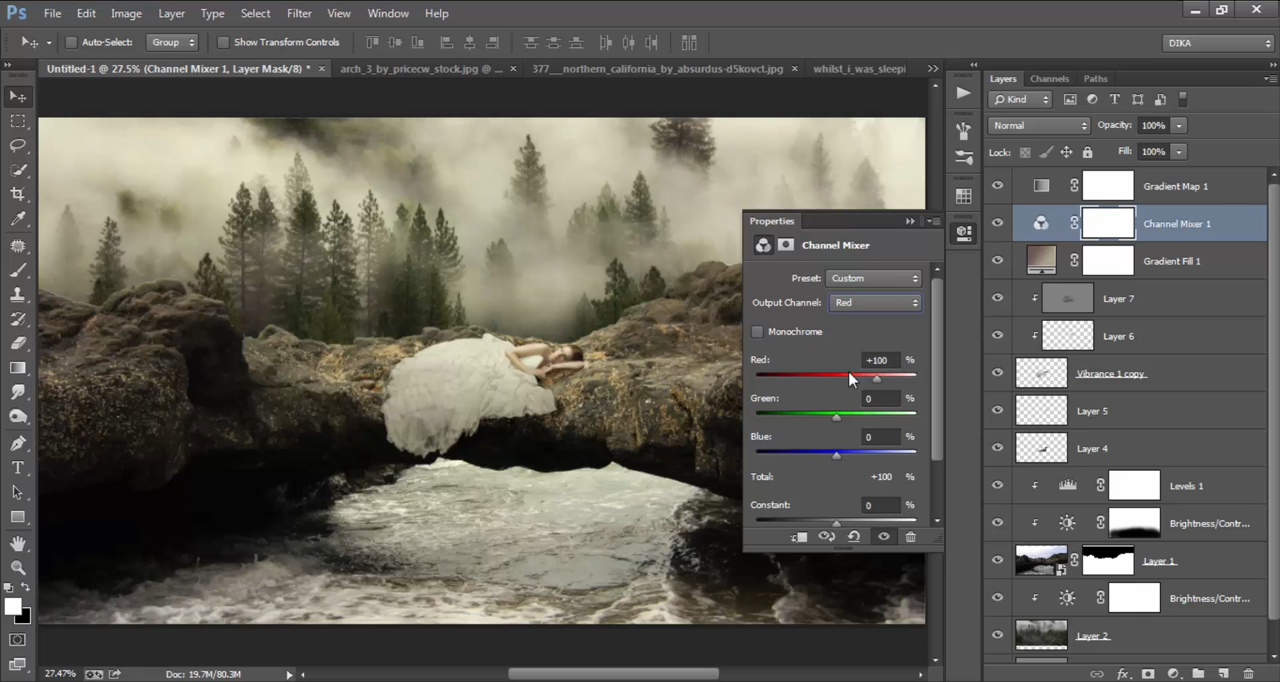 Ps File Edit Image Layer Type Select Filter View Window Help
Auto-Select: Group Show Transform Controls DIKA
Untitled-1 @ 27.5% (Channel Mixer 1, Layer Mask/8) * × arch_3_by_pricecw_stock.jpg @ ... × 377___northern_california_by_absurdus-d5kovct.jpg × whilst_i_was_sleepi
Layers Channels Paths
Kind
Normal Opacity: 100%
Lock: Fill: 100%
Gradient Map 1
Channel Mixer 1
Gradient Fill 1
Layer 7
Layer 6
Vibrance 1 copy
Layer 5
Layer 4
Levels 1
Brightness/Contr...
Layer 1
Brightness/Contr...
Layer 2
Properties
Channel Mixer
Preset: Custom
Output Channel: Red
Monochrome
Red: +100 %
Green: 0 %
Blue: 0 %
Total: +100 %
Constant: 0 %
27.47% Doc: 19.7M/80.3M